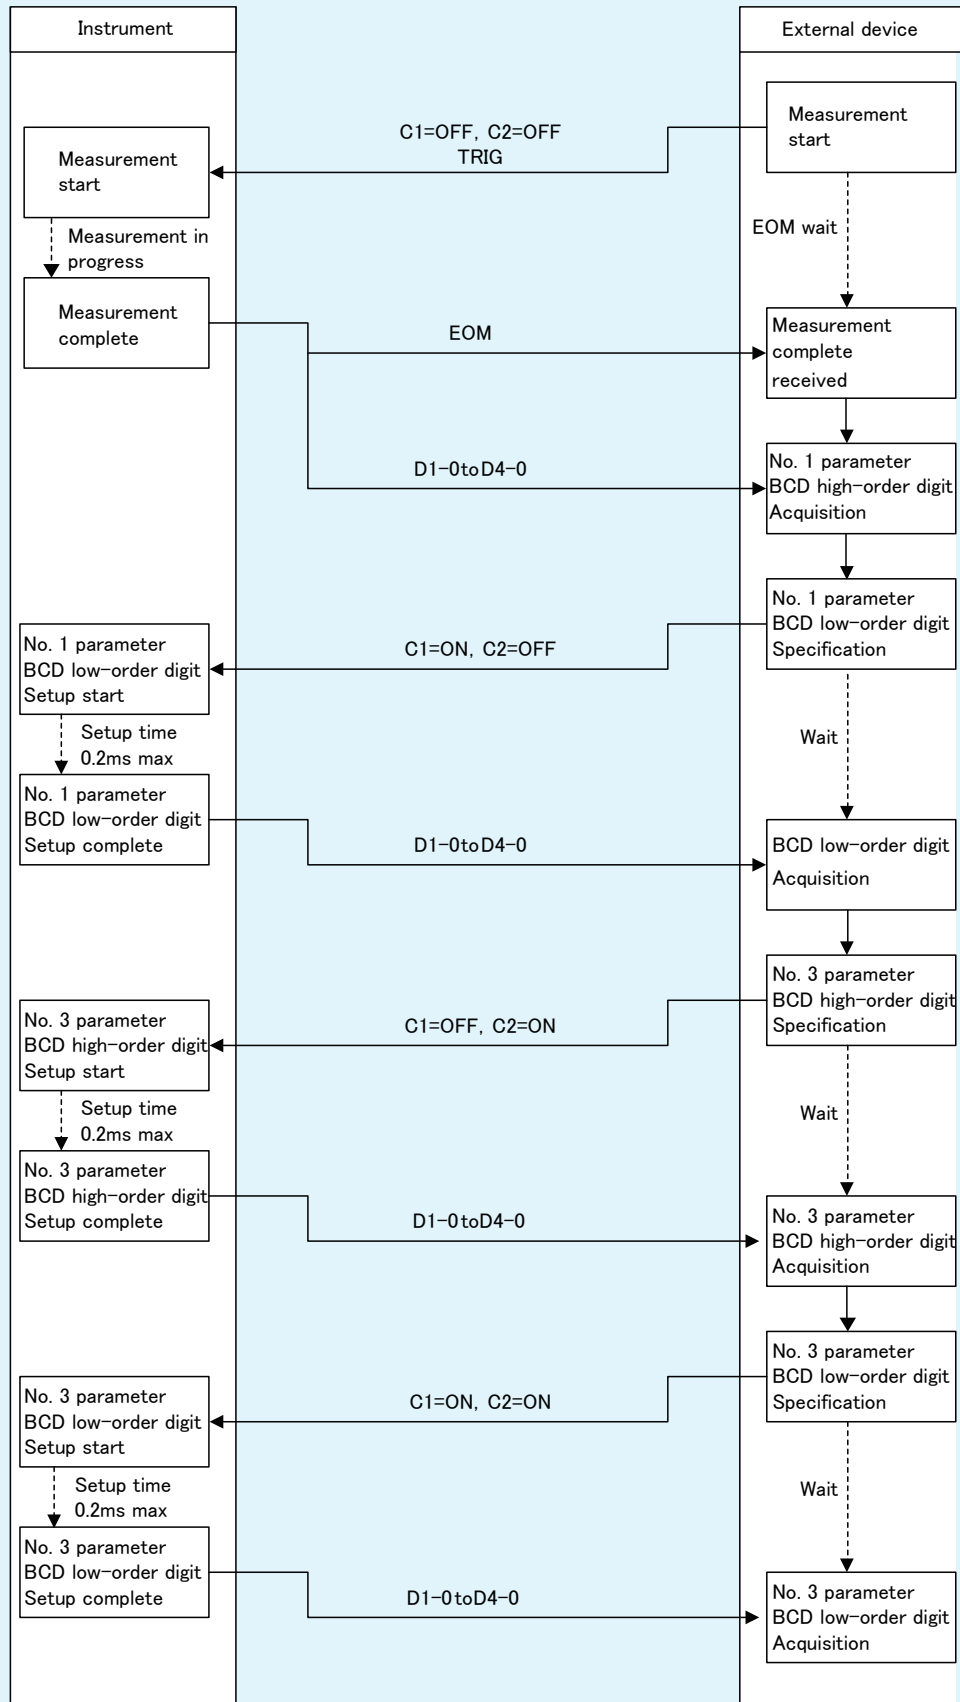 Instrument
External device
Measurement
start
C1=OFF, C2=OFF
TRIG
Measurement
start
EOM wait
Measurement in
progress
Measurement
complete
EOM
Measurement
complete
received
D1-0toD4-0
No. 1 parameter
BCD high-order digit
Acquisition
No. 1 parameter
BCD low-order digit
Specification
C1=ON, C2=OFF
No. 1 parameter
BCD low-order digit
Setup start
Setup time
0.2ms max
Wait
No. 1 parameter
BCD low-order digit
Setup complete
D1-0toD4-0
BCD low-order digit
Acquisition
No. 3 parameter
BCD high-order digit
Specification
C1=OFF, C2=ON
No. 3 parameter
BCD high-order digit
Setup start
Setup time
0.2ms max
Wait
No. 3 parameter
BCD high-order digit
Setup complete
D1-0toD4-0
No. 3 parameter
BCD high-order digit
Acquisition
No. 3 parameter
BCD low-order digit
Specification
C1=ON, C2=ON
No. 3 parameter
BCD low-order digit
Setup start
Setup time
0.2ms max
Wait
No. 3 parameter
BCD low-order digit
Setup complete
D1-0toD4-0
No. 3 parameter
BCD low-order digit
Acquisition